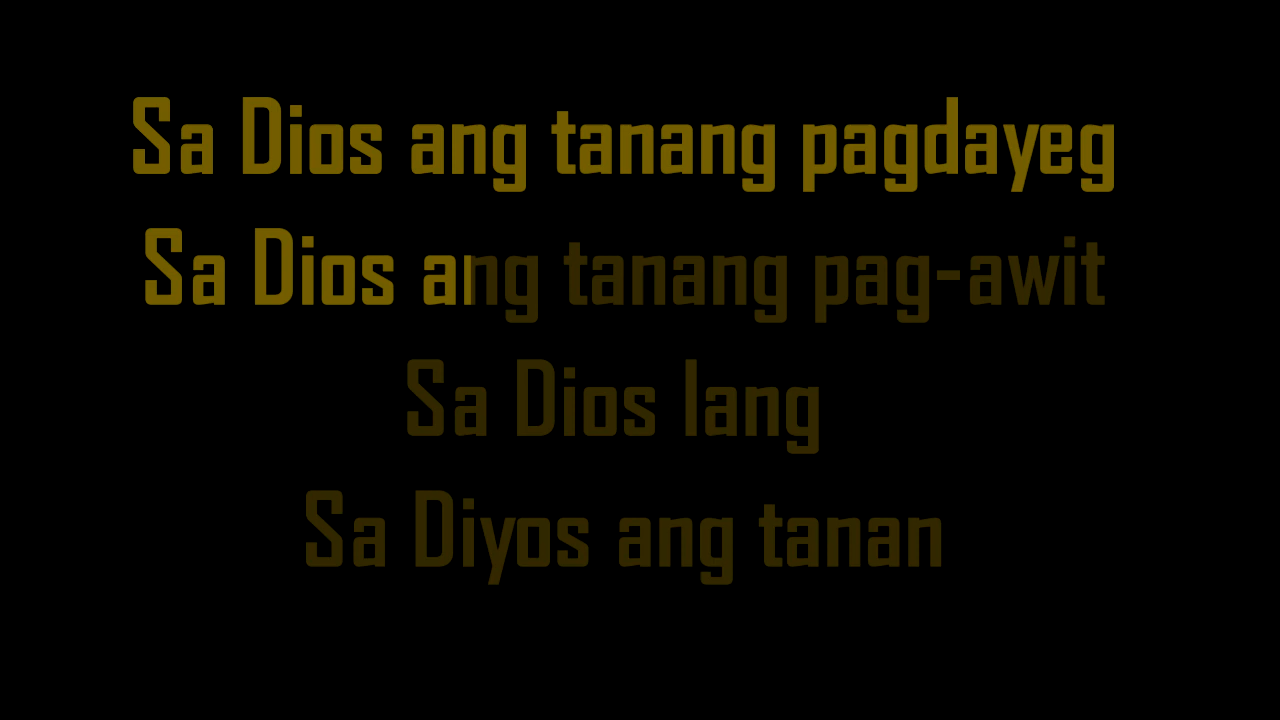 Sa Dios ang tanang pagdayeg
Sa Dios ang tanang pag-awit
Sa Dios lang
Sa Diyos ang tanan